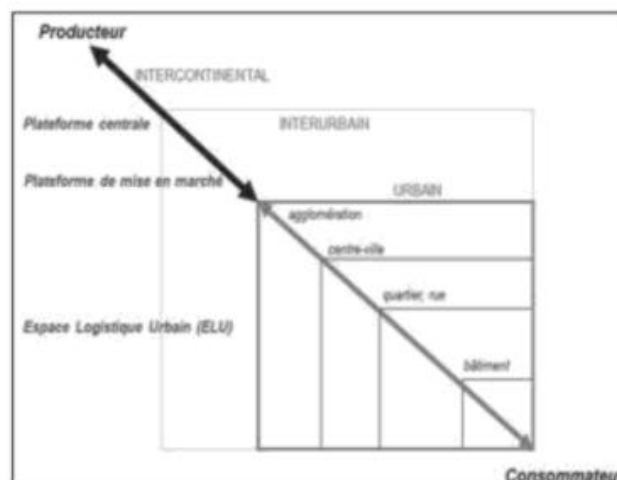 Producteur
INTERCONTINENTAL
Plateforme centrale
INTERURBAIN
Plateforme de mise en marché
URBAIN
agglomération
centre-ville
quartier, rue
Espace Logistique Urbain (ELU)
bâtiment
Consommateur